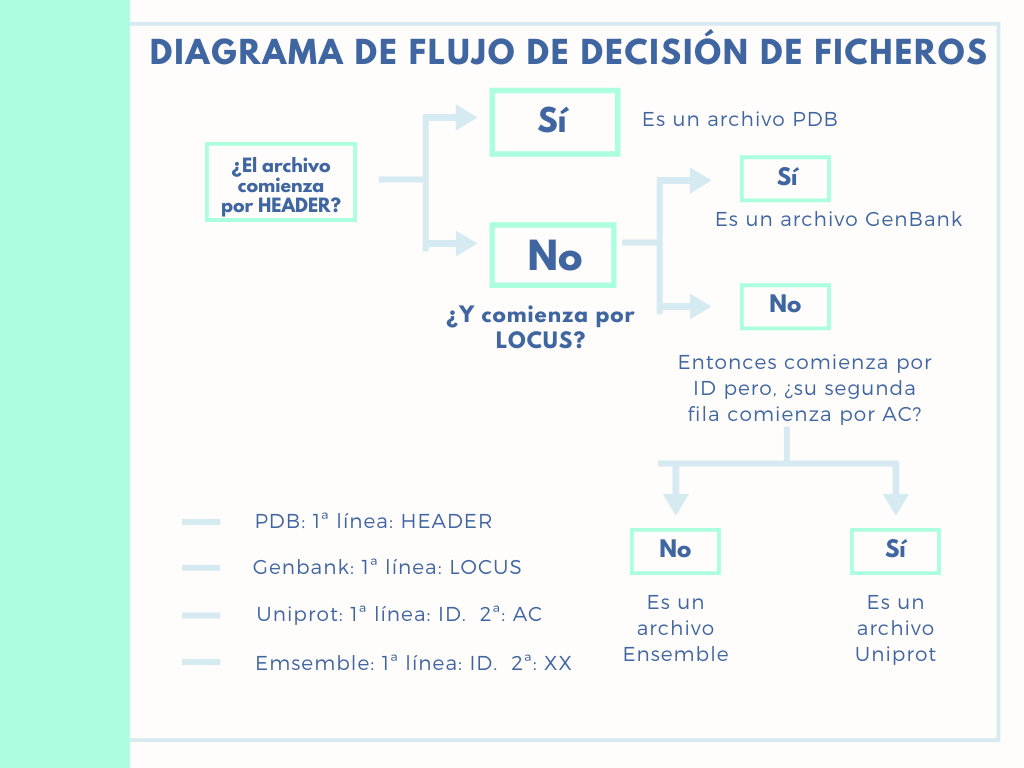 DIAGRAMA DE FLUJO DE DECISIÓN DE FICHEROS
¿El archivo
comienza
por HEADER?
Sí
Es un archivo PDB
No
¿Y comienza por
LOCUS?
Sí
Es un archivo GenBank
No
Entonces comienza por
ID pero, ¿su segunda
fila comienza por AC?
No
Es un
archivo
Ensemble
Sí
Es un
archivo
Uniprot
PDB: 1ª línea: HEADER
Genbank: 1ª línea: LOCUS
Uniprot: 1ª línea: ID. 2ª: AC
Emsemble: 1ª línea: ID. 2ª: XX